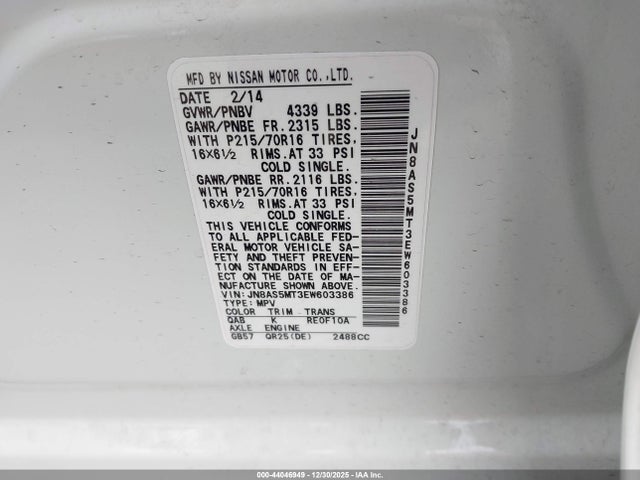 MFD BY NISSAN MOTOR CO.,LTD.
DATE 2/14
GVWR/PNBV 4339 LBS.
GAWR/PNBE FR. 2315 LBS.
WITH P215/70R16 TIRES,
16X6½ RIMS. AT 33 PSI
COLD SINGLE.
GAWR/PNBE RR. 2116 LBS.
WITH P215/70R16 TIRES,
16X6½ RIMS. AT 33 PSI
COLD SINGLE.
THIS VEHICLE CONFORMS
TO ALL APPLICABLE FED-
ERAL MOTOR VEHICLE SA-
FETY AND THEFT PREVEN-
TION STANDARDS IN EFF-
ECT ON THE DATE OF MA-
NUFACTURE SHOWN ABOVE.
VIN: JN8AS5MT3EW603386
TYPE: MPV
COLOR TRIM TRANS
QAB K RE0F10A
AXLE ENGINE
GB57 QR25(DE) 2488CC
JN8AS5MT3EW603386
000-44046949 - 12/30/2025 - IAAI Inc.